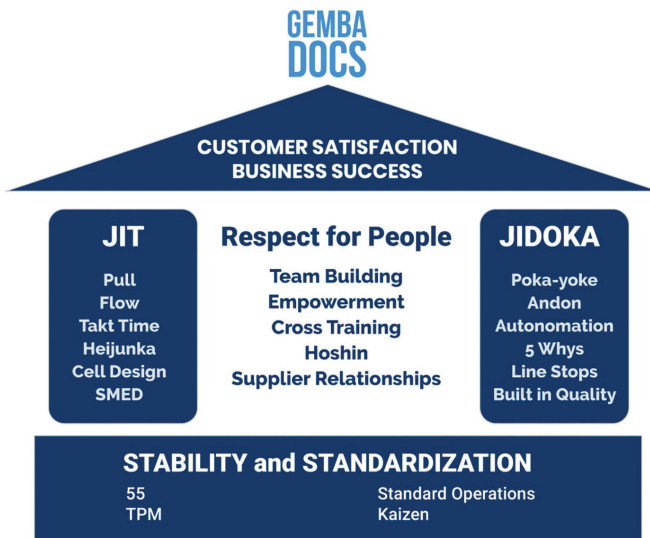 GEMBA
DOCS
CUSTOMER SATISFACTION
BUSINESS SUCCESS
JIT
Pull
Flow
Takt Time
Heijunka
Cell Design
SMED
Respect for People
Team Building
Empowerment
Cross Training
Hoshin
Supplier Relationships
JIDOKA
Poka-yoke
Andon
Autonomation
5 Whys
Line Stops
Built in Quality
STABILITY and STANDARDIZATION
55
TPM
Standard Operations
Kaizen